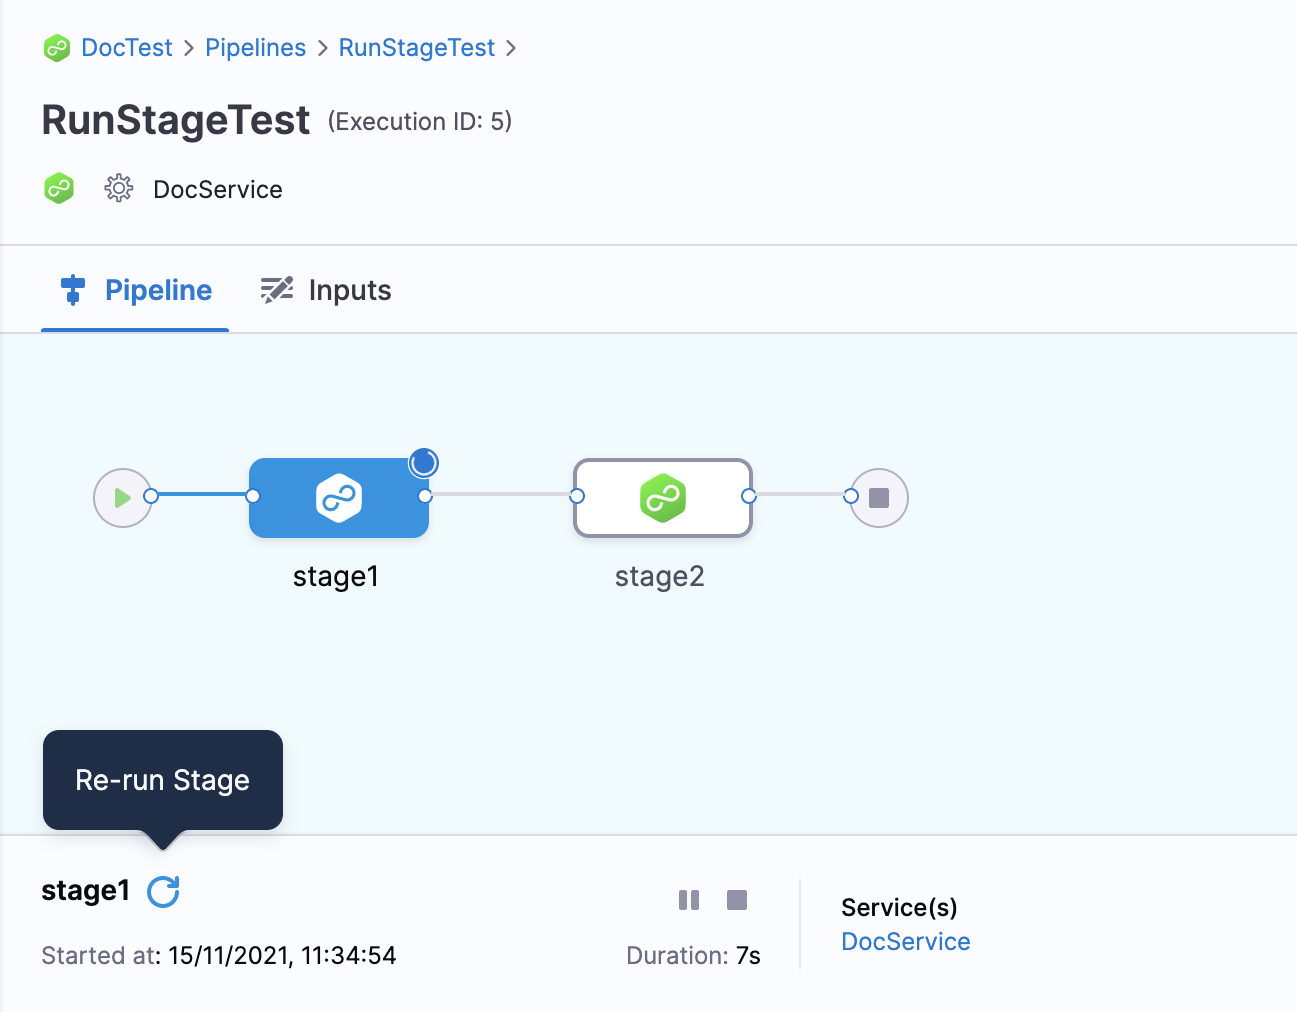 DocTest > Pipelines > RunStageTest >
RunStageTest (Execution ID: 5)
DocService
Pipeline Inputs
stage1 stage2
Re-run Stage
stage1
Started at: 15/11/2021, 11:34:54
Duration: 7s
Service(s)
DocService